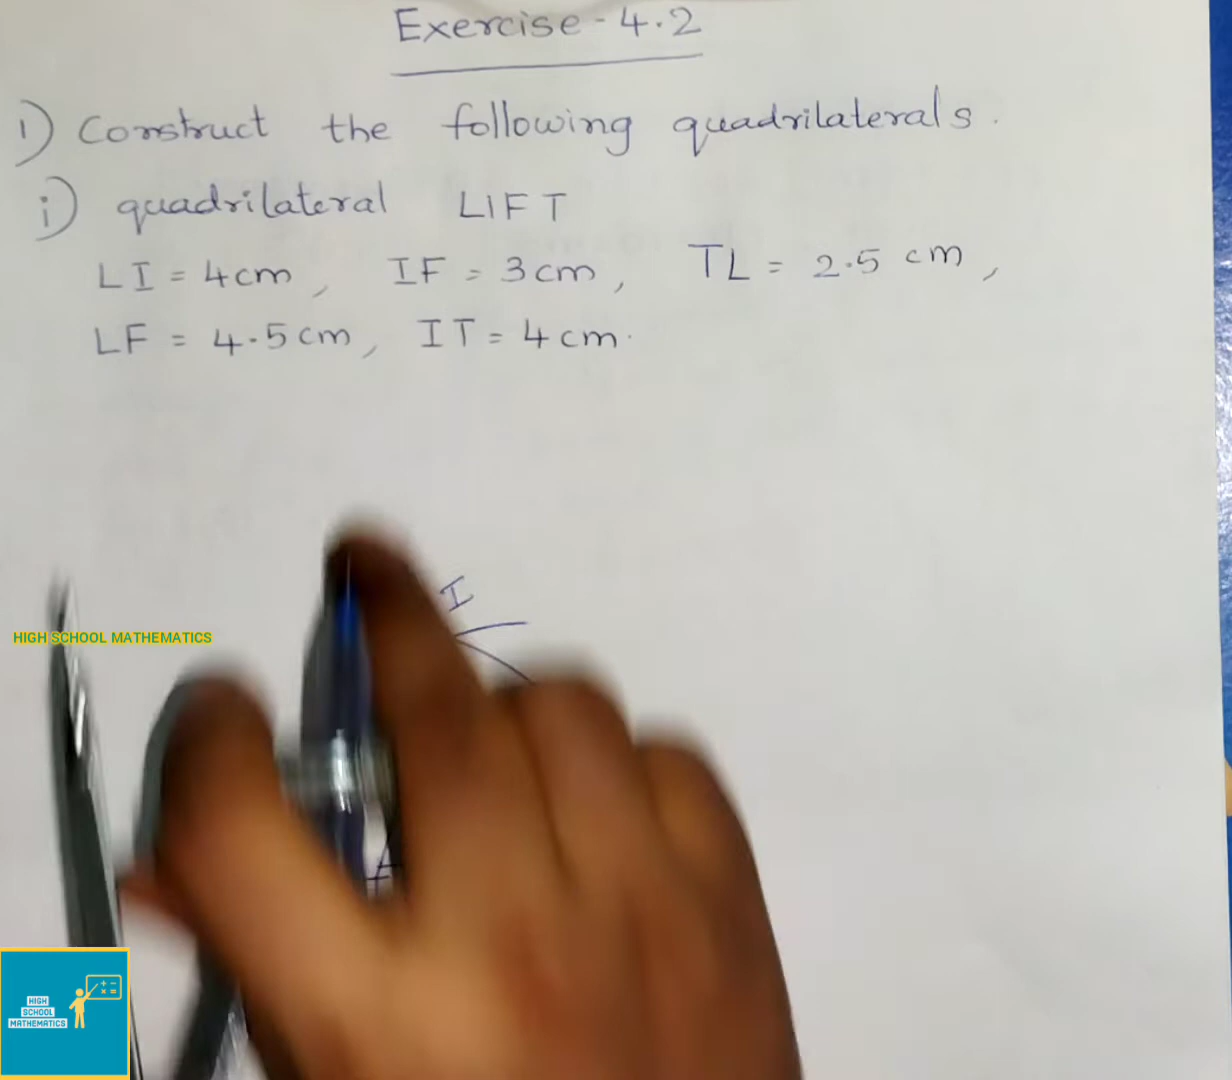 Exercise - 4.2
1) Construct the following quadrilaterals.
i) quadrilateral LIFT
LI = 4cm, IF = 3cm, TL = 2.5 cm,
LF = 4.5cm, IT = 4cm.
I
HIGH SCHOOL MATHEMATICS
HIGH
SCHOOL
MATHEMATICS